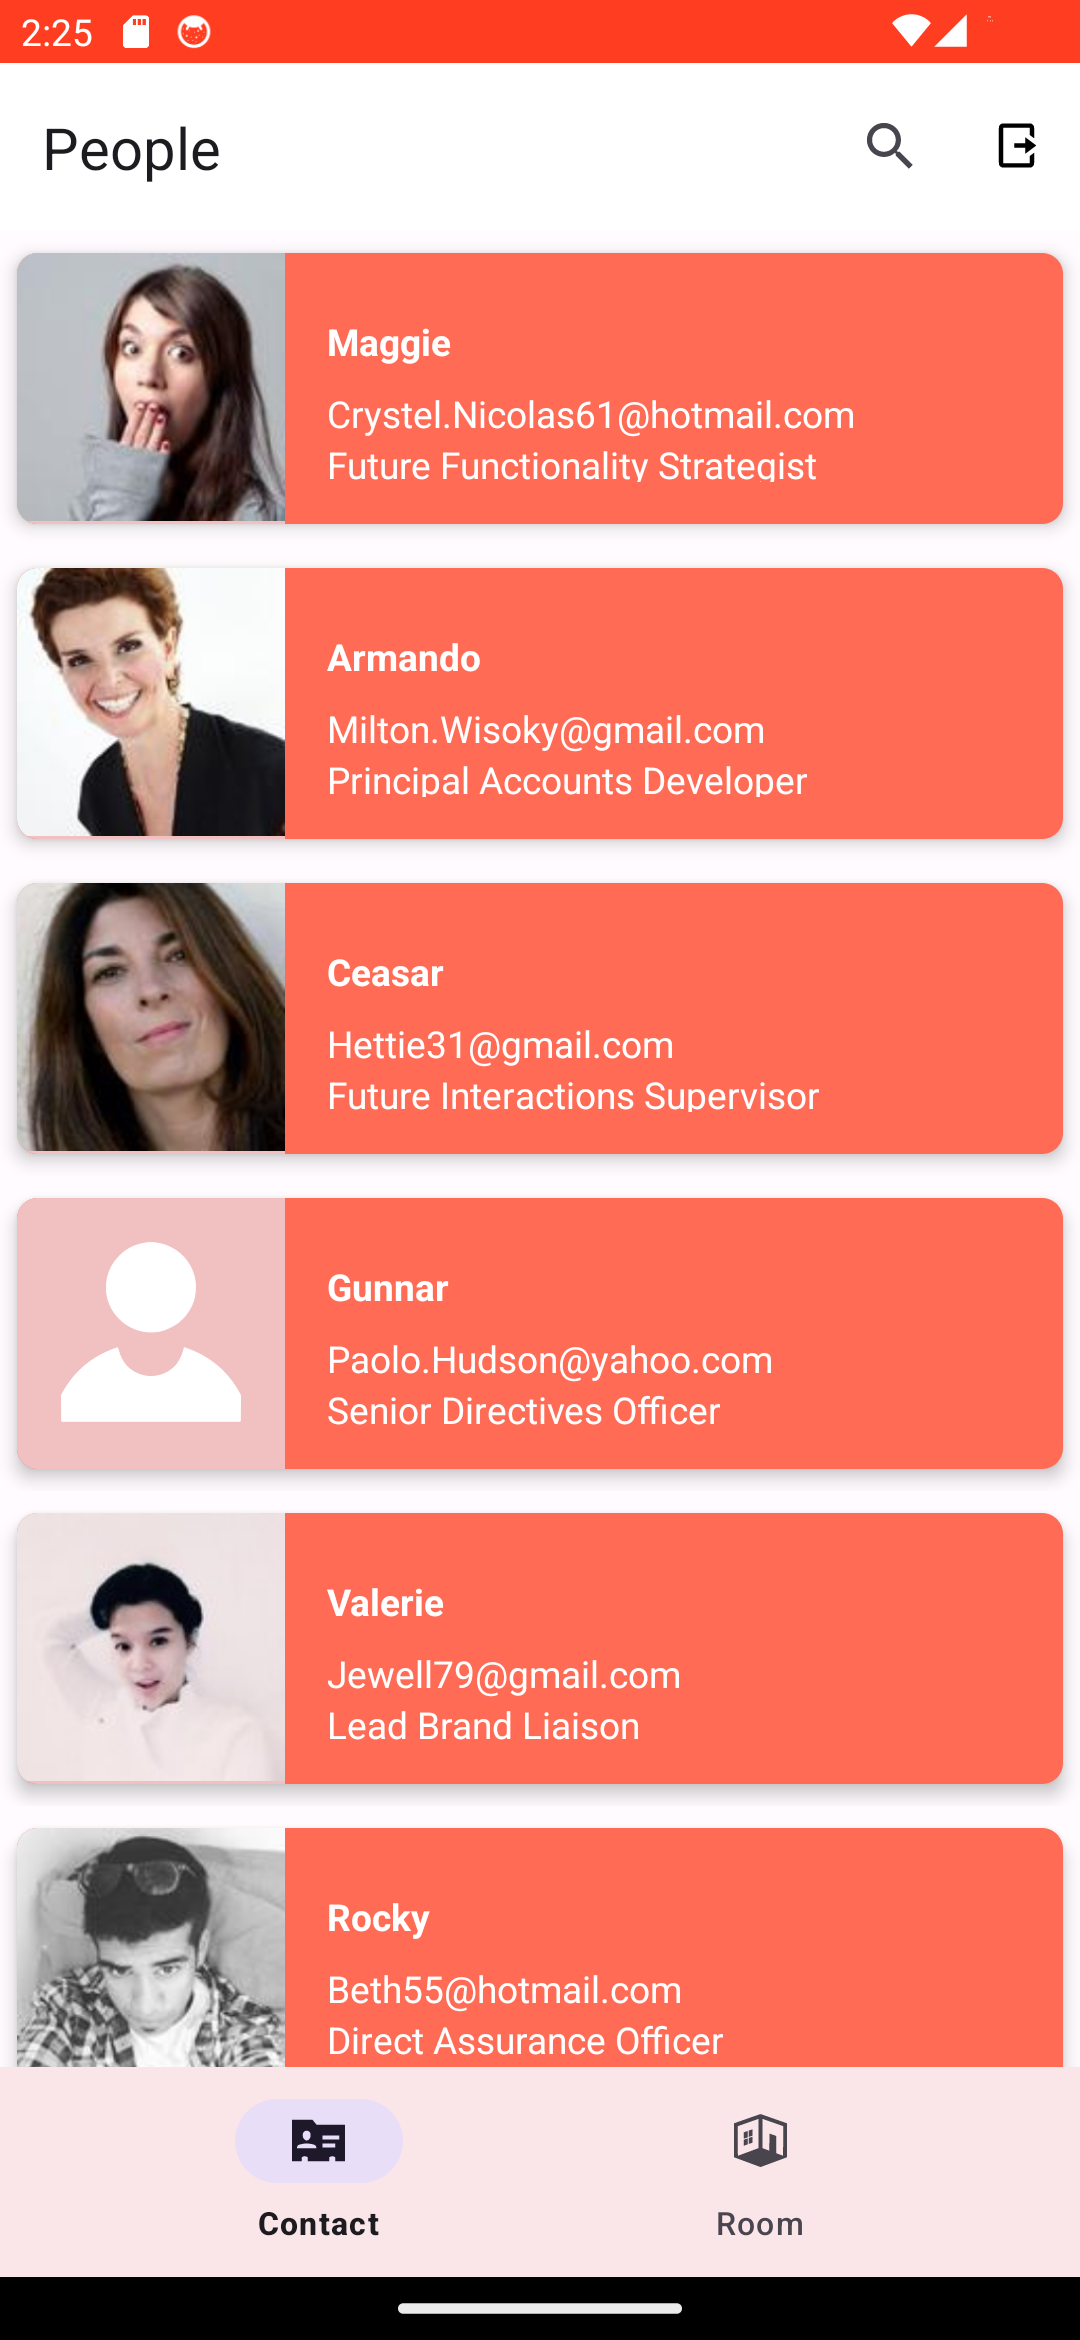 2:25
People
Maggie
Crystel.Nicolas61@hotmail.com
Future Functionality Strategist
Armando
Milton.Wisoky@gmail.com
Principal Accounts Developer
Ceasar
Hettie31@gmail.com
Future Interactions Supervisor
Gunnar
Paolo.Hudson@yahoo.com
Senior Directives Officer
Valerie
Jewell79@gmail.com
Lead Brand Liaison
Rocky
Beth55@hotmail.com
Direct Assurance Officer
Contact
Room